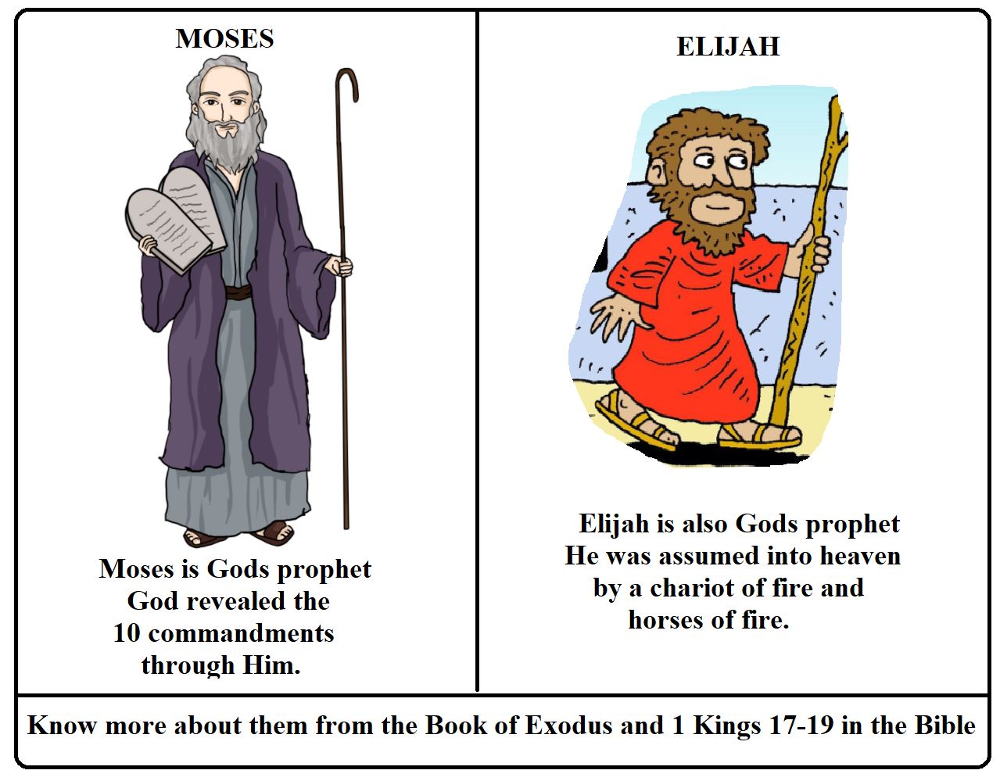 MOSES
Moses is Gods prophet
God revealed the
10 commandments
through Him.
ELIJAH
Elijah is also Gods prophet
He was assumed into heaven
by a chariot of fire and
horses of fire.
Know more about them from the Book of Exodus and 1 Kings 17-19 in the Bible